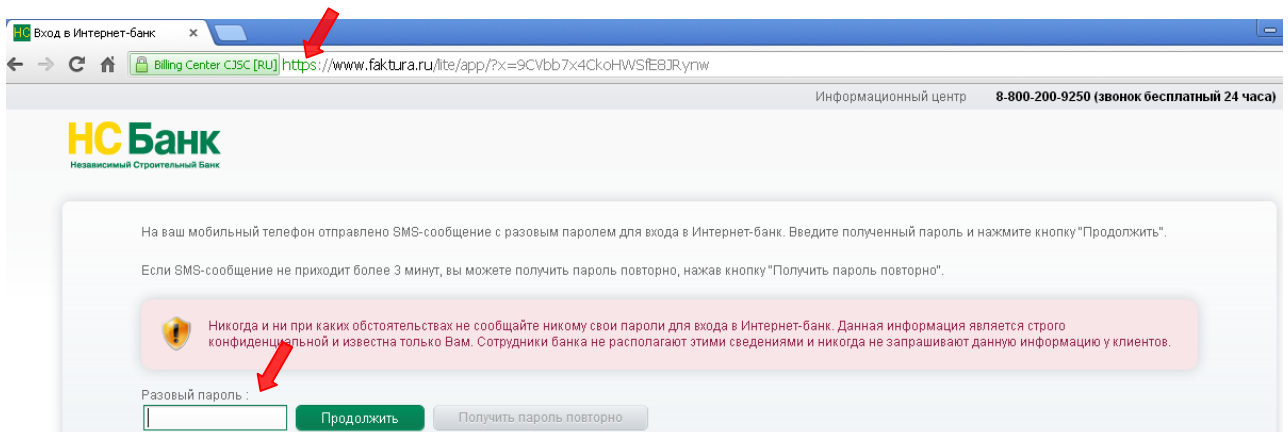 НС Вход в Интернет-банк ×
Billing Center CJSC [RU] https://www.faktura.ru/lite/app/?x=9CVbb7x4CkoHWSfE8JRynw
Информационный центр 8-800-200-9250 (звонок бесплатный 24 часа)
НС Банк
Независимый Строительный Банк
На ваш мобильный телефон отправлено SMS-сообщение с разовым паролем для входа в Интернет-банк. Введите полученный пароль и нажмите кнопку "Продолжить".
Если SMS-сообщение не приходит более 3 минут, вы можете получить пароль повторно, нажав кнопку "Получить пароль повторно".
Никогда и ни при каких обстоятельствах не сообщайте никому свои пароли для входа в Интернет-банк. Данная информация является строго
конфиденциальной и известна только Вам. Сотрудники банка не располагают этими сведениями и никогда не запрашивают данную информацию у клиентов.
Разовый пароль :
Продолжить Получить пароль повторно